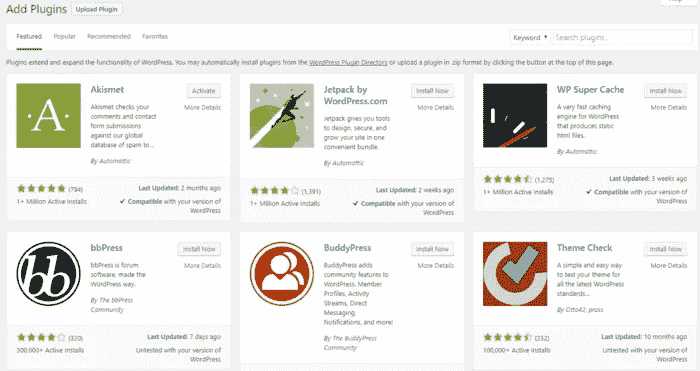 Add Plugins Upload Plugin
Featured Popular Recommended Favorites
Keyword Search plugins...
Plugins extend and expand the functionality of WordPress. You may automatically install plugins from the WordPress Plugin Directory or upload a plugin in .zip format by clicking the button at the top of this page.
A
Akismet
Activate
More Details
Akismet checks your
comments and contact
form submissions
against our global
database of spam to...
By Automattic
(794)
1+ Million Active Installs
Last Updated: 2 months ago
Compatible with your version of
WordPress
Jetpack by
WordPress.com
Install Now
More Details
Jetpack gives you tools
to design, secure, and
grow your site in one
convenient bundle.
By Automattic
(1,391)
1+ Million Active Installs
Last Updated: 2 weeks ago
Compatible with your version of
WordPress
WP Super Cache
Install Now
More Details
A very fast caching
engine for WordPress
that produces static
html files.
By Automattic
(1,275)
1+ Million Active Installs
Last Updated: 3 weeks ago
Compatible with your version of
WordPress
bb
bbPress
Install Now
More Details
bbPress is forum
software, made the
WordPress way.
By The bbPress
Community
(320)
300,000+ Active Installs
Last Updated: 7 days ago
Untested with your version of
WordPress
BuddyPress
Install Now
More Details
BuddyPress adds
community features to
WordPress. Member
Profiles, Activity
Streams, Direct
Messaging,
Notifications, and more!
By The BuddyPress
Community
Theme Check
Install Now
More Details
A simple and easy
way to test your theme
for all the latest
WordPress
standards...
By Otto42, pross
(232)
100,000+ Active Installs
Last Updated: 10 months ago
Untested with your version of
WordPress